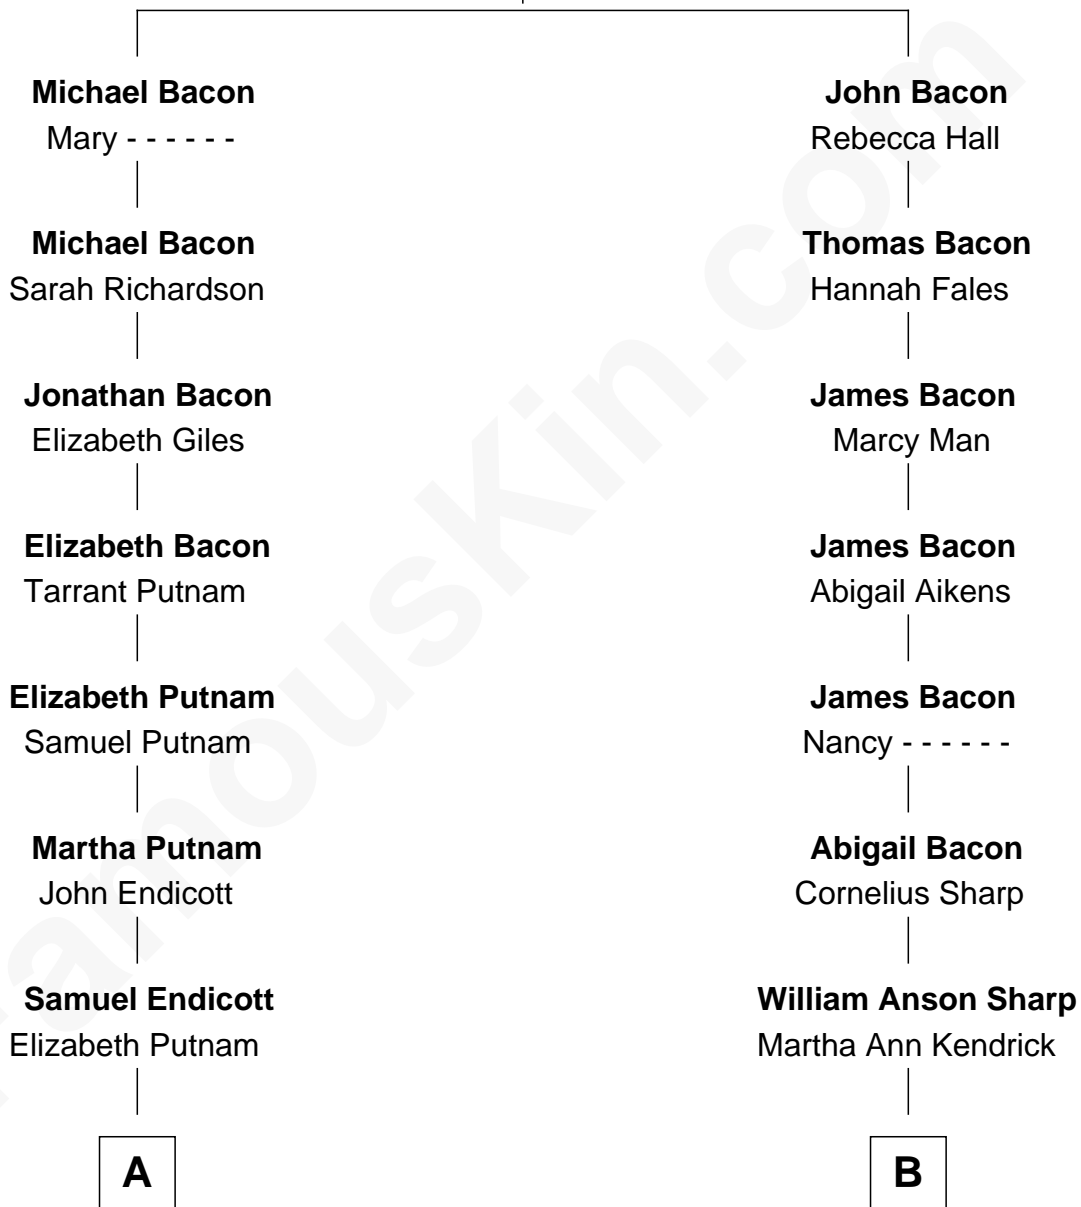 Michael Bacon
Mary - - - - - -
Michael Bacon
Sarah Richardson
Jonathan Bacon
Elizabeth Giles
Elizabeth Bacon
Tarrant Putnam
Elizabeth Putnam
Samuel Putnam
Martha Putnam
John Endicott
Samuel Endicott
Elizabeth Putnam
A
John Bacon
Rebecca Hall
Thomas Bacon
Hannah Fales
James Bacon
Marcy Man
James Bacon
Abigail Aikens
James Bacon
Nancy - - - - - -
Abigail Bacon
Cornelius Sharp
William Anson Sharp
Martha Ann Kendrick
B
FamousKin.com